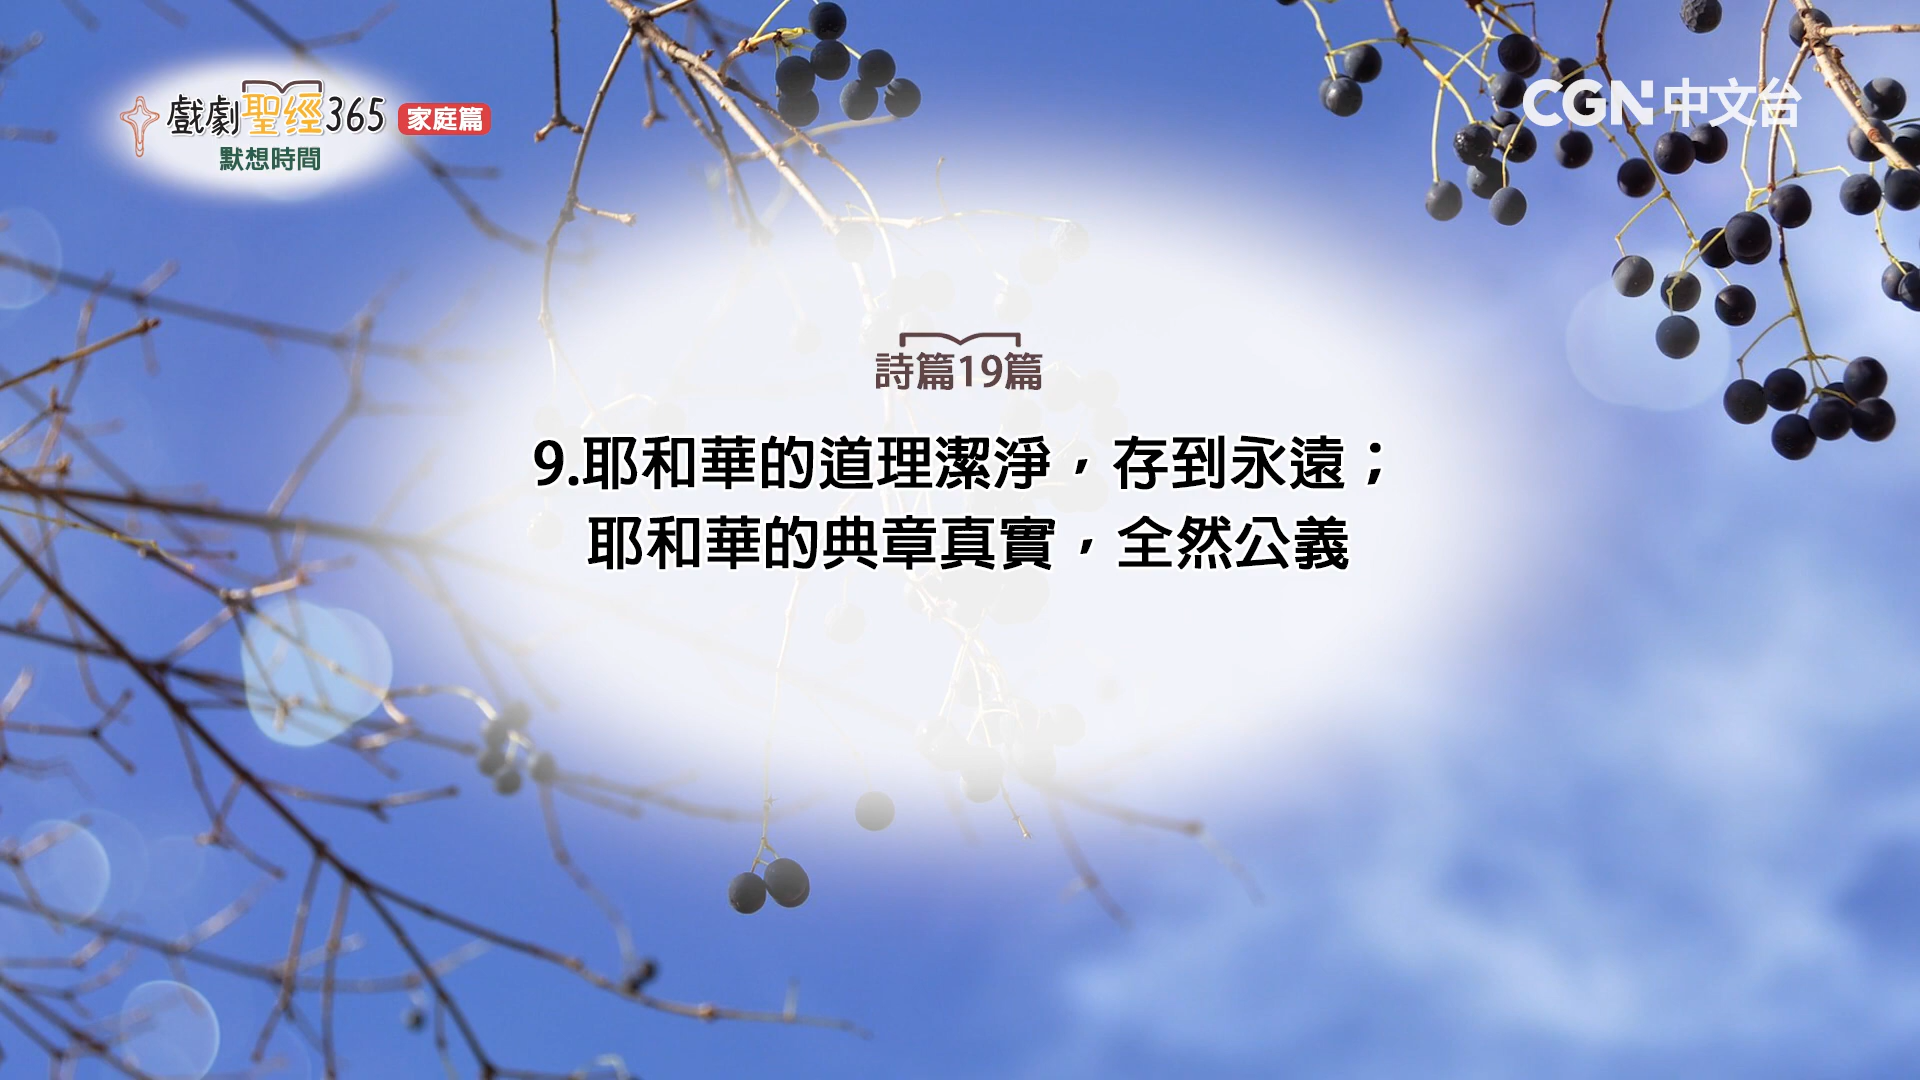 戲劇聖經365 家庭篇
默想時間
CGN中文台
詩篇19篇
9.耶和華的道理潔淨，存到永遠；
耶和華的典章真實，全然公義